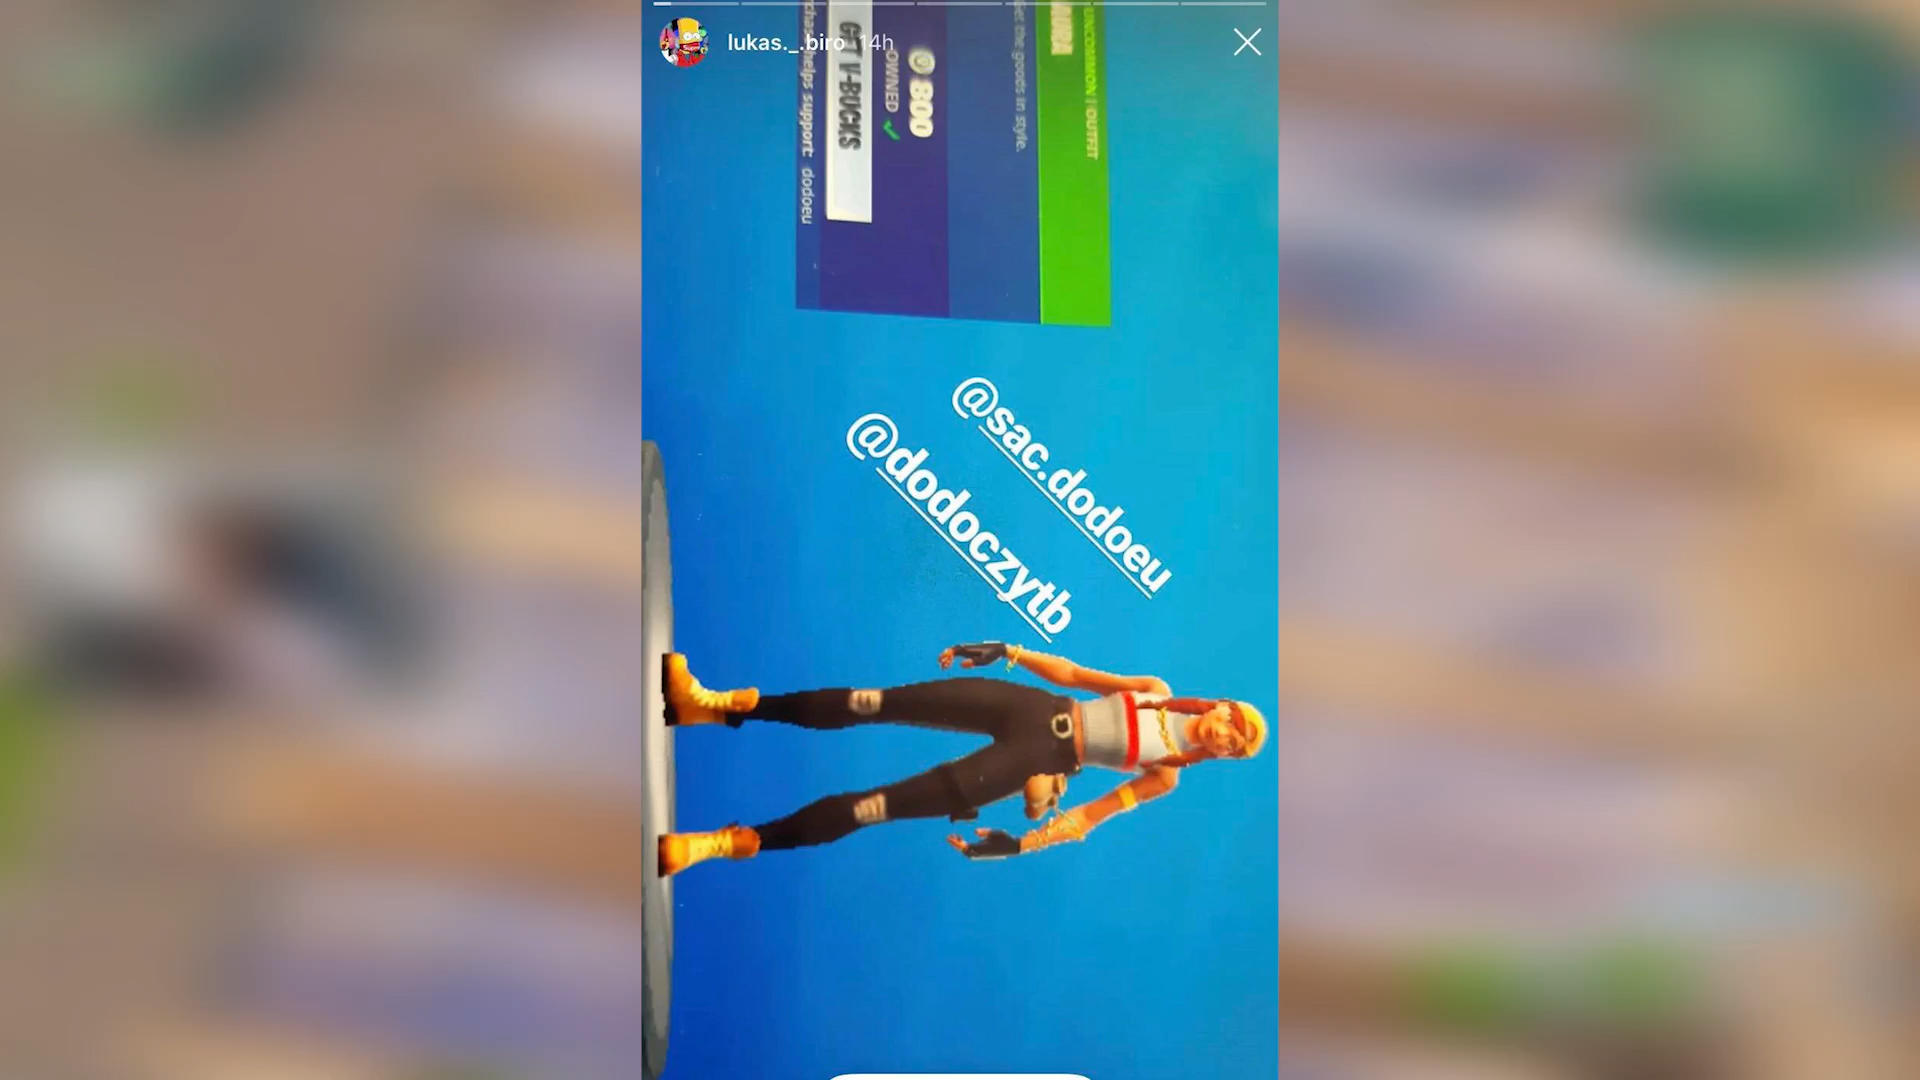 lukas._.biro 14h
UNCOMMON | OUTFIT
the goods in style.
800
OWNED
GET V-BUCKS
helps support: dodoeu
@sac.dodoeu
@dodoczytb